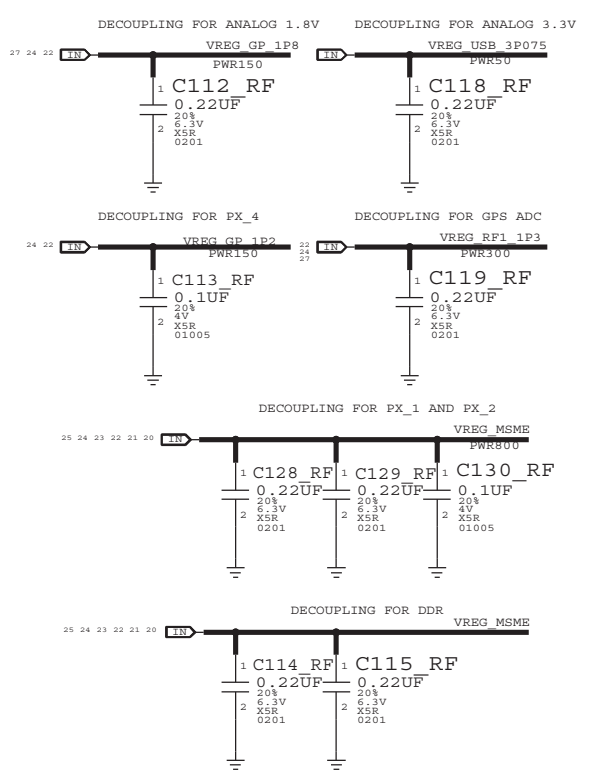 DECOUPLING FOR ANALOG 1.8V
27 24 22 IN VREG_GP_1P8
PWR150
1 C112_RF
0.22UF
20%
2 6.3V
X5R
0201
DECOUPLING FOR ANALOG 3.3V
IN VREG_USB_3P075
PWR50
1 C118_RF
0.22UF
20%
2 6.3V
X5R
0201
DECOUPLING FOR PX_4
24 22 IN VREG_GP_1P2
PWR150
1 C113_RF
0.1UF
20%
2 4V
X5R
01005
DECOUPLING FOR GPS ADC
22
24
27
IN VREG_RF1_1P3
PWR300
1 C119_RF
0.22UF
20%
2 6.3V
X5R
0201
DECOUPLING FOR PX_1 AND PX_2
25 24 23 22 21 20 IN VREG_MSME
PWR800
1 C128_RF
0.22UF
20%
2 6.3V
X5R
0201
1 C129_RF
0.22UF
20%
2 6.3V
X5R
0201
1 C130_RF
0.1UF
20%
2 4V
X5R
01005
DECOUPLING FOR DDR
25 24 23 22 21 20 IN VREG_MSME
1 C114_RF
0.22UF
20%
2 6.3V
X5R
0201
1 C115_RF
0.22UF
20%
2 6.3V
X5R
0201